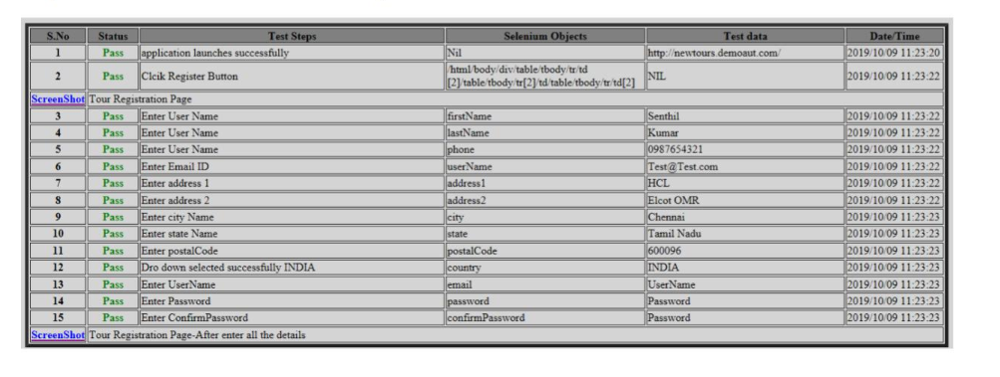 S.No Status Test Steps Selenium Objects Test data Date/Time
1 Pass application launches successfully Nil http://newtours.demoaut.com/ 2019/10/09 11:23:20
2 Pass Clcik Register Button /html/body/div/table/tbody/tr/td
[2]/table/tbody/tr[2]/td/table/tbody/tr/td[2] NIL 2019/10/09 11:23:22
ScreenShot Tour Registration Page
3 Pass Enter User Name firstName Senthil 2019/10/09 11:23:22
4 Pass Enter User Name lastName Kumar 2019/10/09 11:23:22
5 Pass Enter User Name phone 0987654321 2019/10/09 11:23:22
6 Pass Enter Email ID userName Test@Test.com 2019/10/09 11:23:22
7 Pass Enter address 1 address1 HCL 2019/10/09 11:23:22
8 Pass Enter address 2 address2 Elcot OMR 2019/10/09 11:23:22
9 Pass Enter city Name city Chennai 2019/10/09 11:23:23
10 Pass Enter state Name state Tamil Nadu 2019/10/09 11:23:23
11 Pass Enter postalCode postalCode 600096 2019/10/09 11:23:23
12 Pass Dro down selected successfully INDIA country INDIA 2019/10/09 11:23:23
13 Pass Enter UserName email UserName 2019/10/09 11:23:23
14 Pass Enter Password password Password 2019/10/09 11:23:23
15 Pass Enter ConfirmPassword confirmPassword Password 2019/10/09 11:23:23
ScreenShot Tour Registration Page-After enter all the details